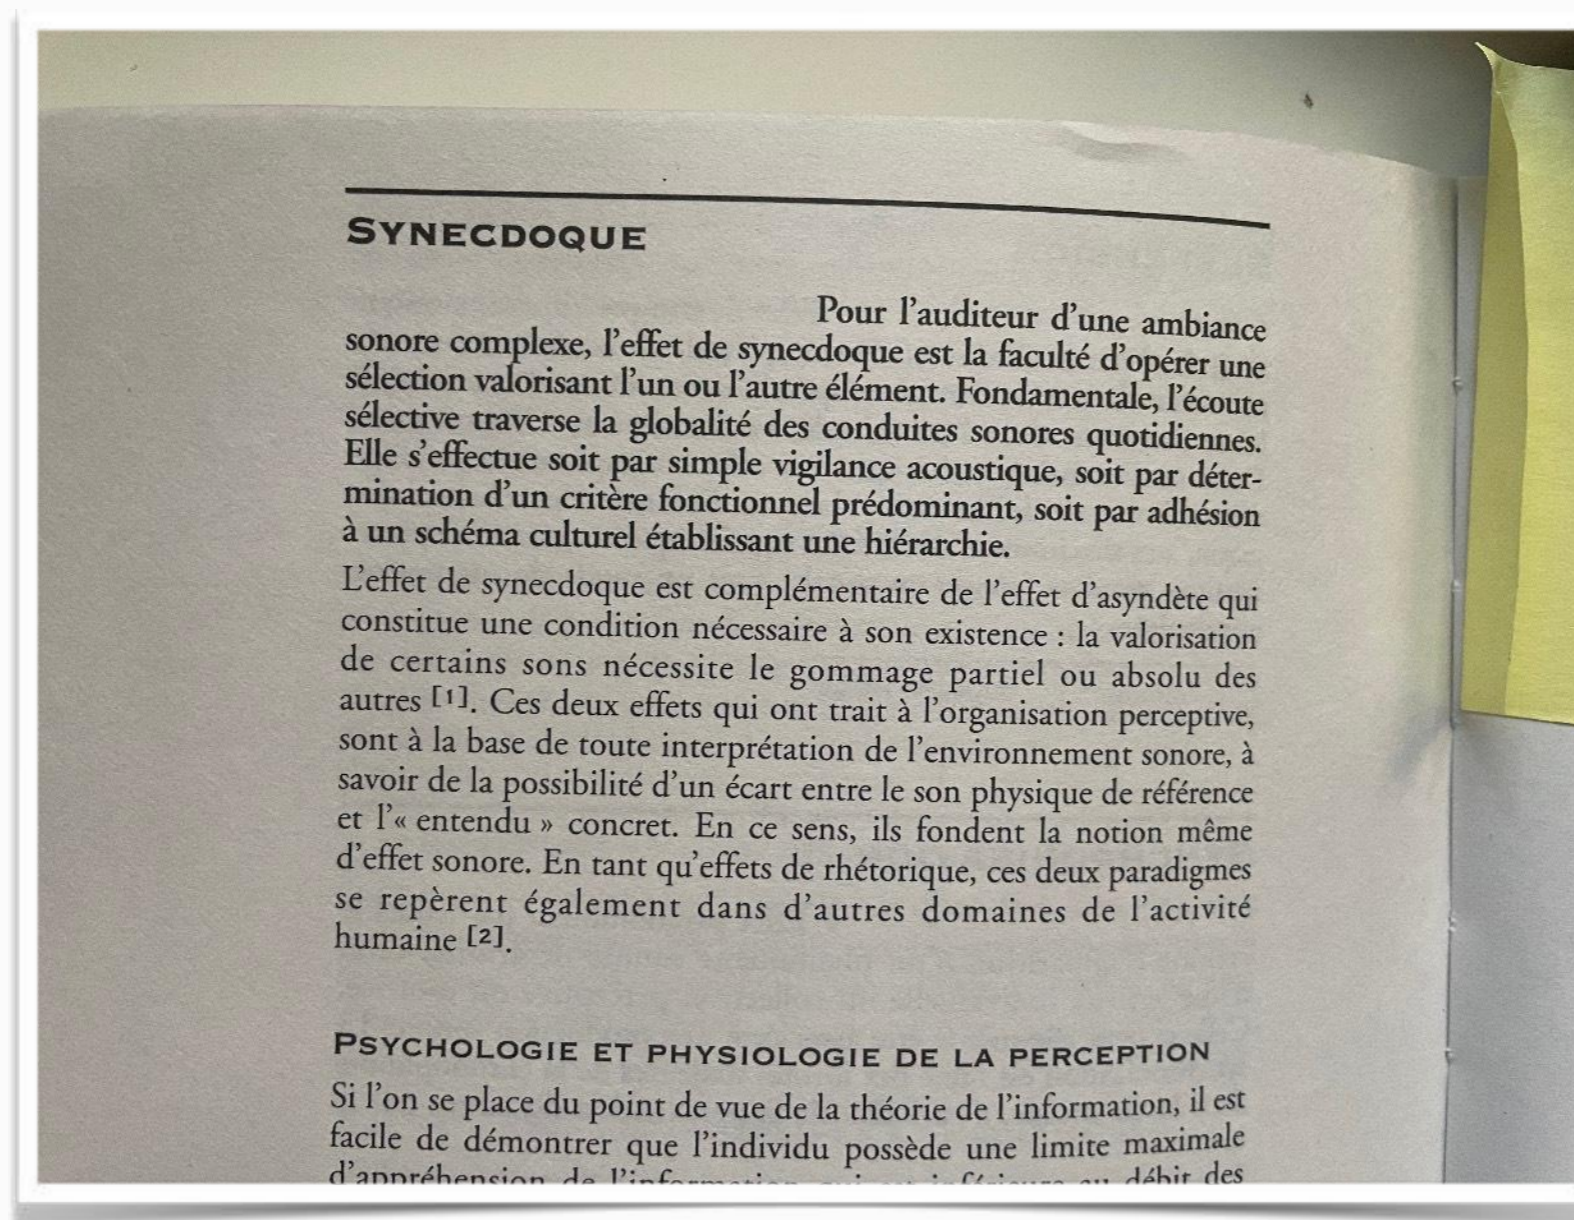 SYNECDOQUE
Pour l'auditeur d'une ambiance
sonore complexe, l'effet de synecdoque est la faculté d'opérer une
sélection valorisant l'un ou l'autre élément. Fondamentale, l'écoute
sélective traverse la globalité des conduites sonores quotidiennes.
Elle s'effectue soit par simple vigilance acoustique, soit par déter-
mination d'un critère fonctionnel prédominant, soit par adhésion
à un schéma culturel établissant une hiérarchie.
L'effet de synecdoque est complémentaire de l'effet d'asyndète qui
constitue une condition nécessaire à son existence : la valorisation
de certains sons nécessite le gommage partiel ou absolu des
autres [1]. Ces deux effets qui ont trait à l'organisation perceptive,
sont à la base de toute interprétation de l'environnement sonore, à
savoir de la possibilité d'un écart entre le son physique de référence
et l'« entendu » concret. En ce sens, ils fondent la notion même
d'effet sonore. En tant qu'effets de rhétorique, ces deux paradigmes
se repèrent également dans d'autres domaines de l'activité
humaine [2].
PSYCHOLOGIE ET PHYSIOLOGIE DE LA PERCEPTION
Si l'on se place du point de vue de la théorie de l'information, il est
facile de démontrer que l'individu possède une limite maximale
d'appréhension de l'information débit des